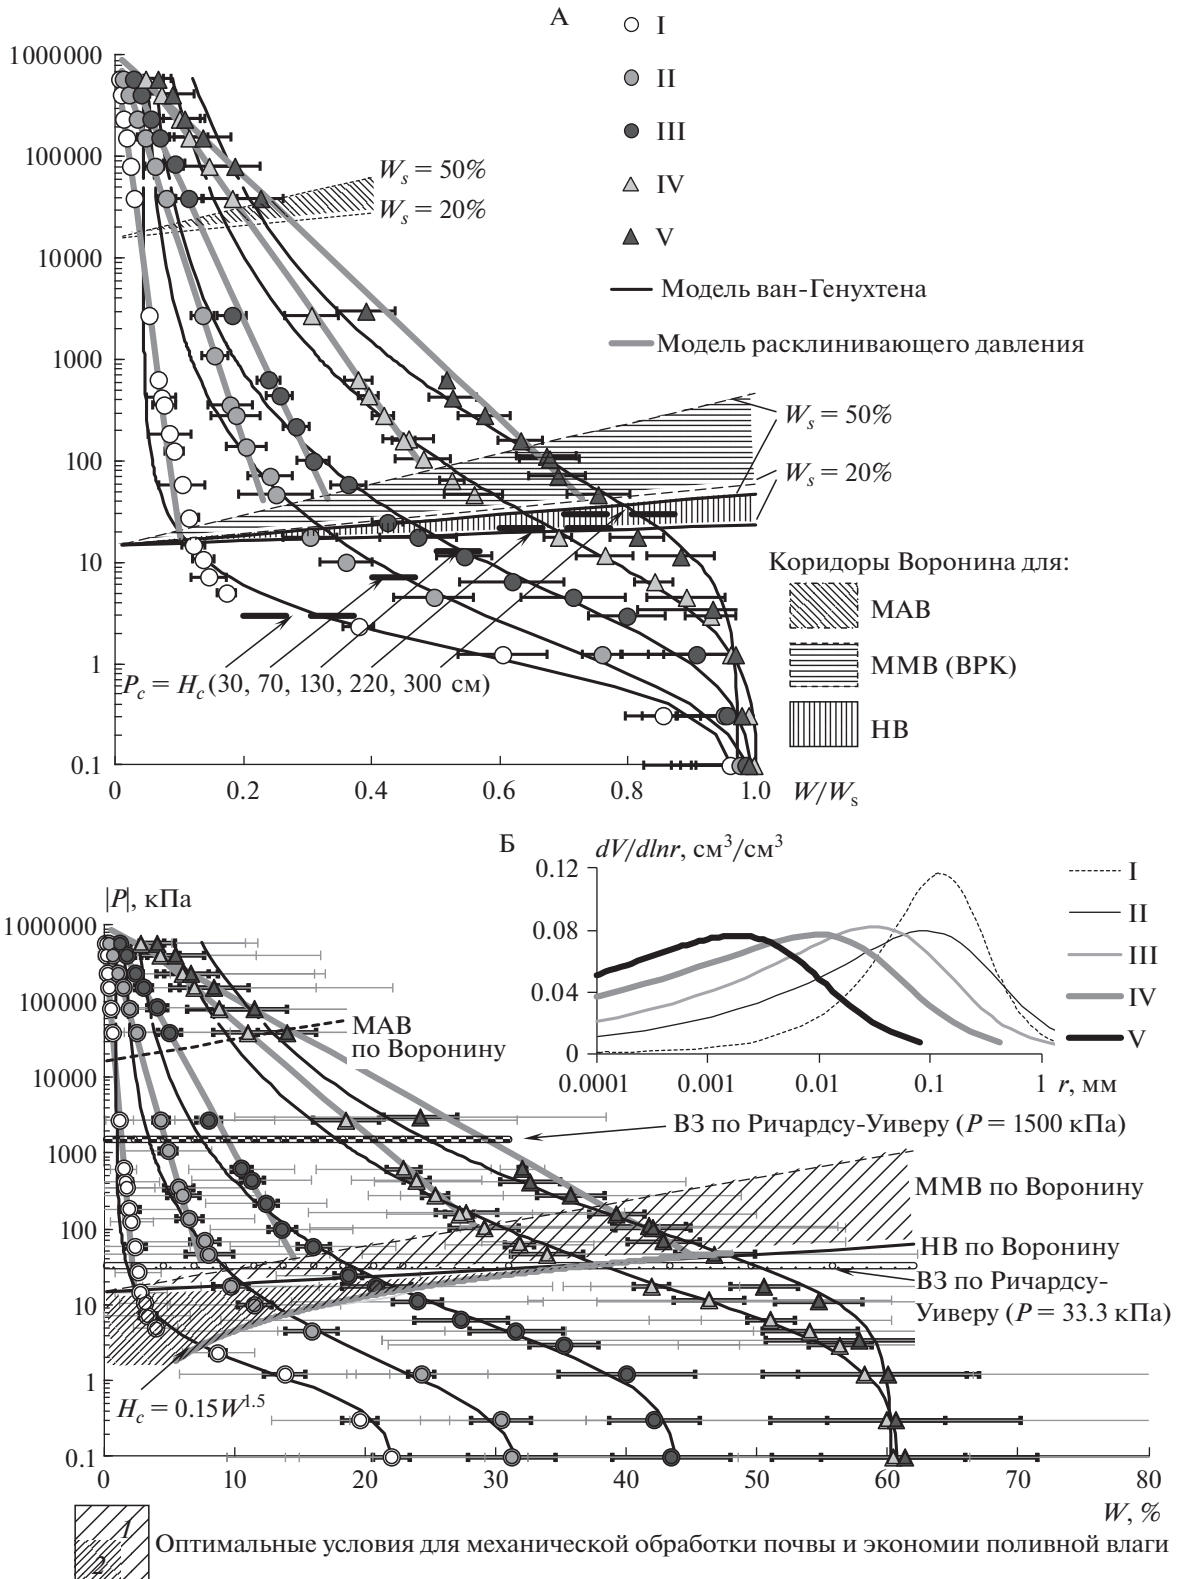 А
I
II
III
IV
V
Модель ван-Генухтена
Модель расклинивающего давления
1000000
100000
10000
1000
100
10
1
0.1
W_s = 50%
W_s = 20%
W_s = 50%
W_s = 20%
Коридоры Воронина для:
МАВ
ММВ (ВРК)
НВ
P_c = H_c (30, 70, 130, 220, 300 см)
0 0.2 0.4 0.6 0.8 1.0 W/W_s
Б
dV/dlnr, см³/см³
0.12
0.08
0.04
0
0.0001 0.001 0.01 0.1 1 r, мм
I
II
III
IV
V
|P|, кПа
1000000
100000
10000
1000
100
10
1
0.1
МАВ
по Воронину
ВЗ по Ричардсу-Уиверу (P = 1500 кПа)
ММВ по Воронину
НВ по Воронину
ВЗ по Ричардсу-
Уиверу (P = 33.3 кПа)
H_c = 0.15W^1.5
0 10 20 30 40 50 60 70 80
W, %
1
2
Оптимальные условия для механической обработки почвы и экономии поливной влаги